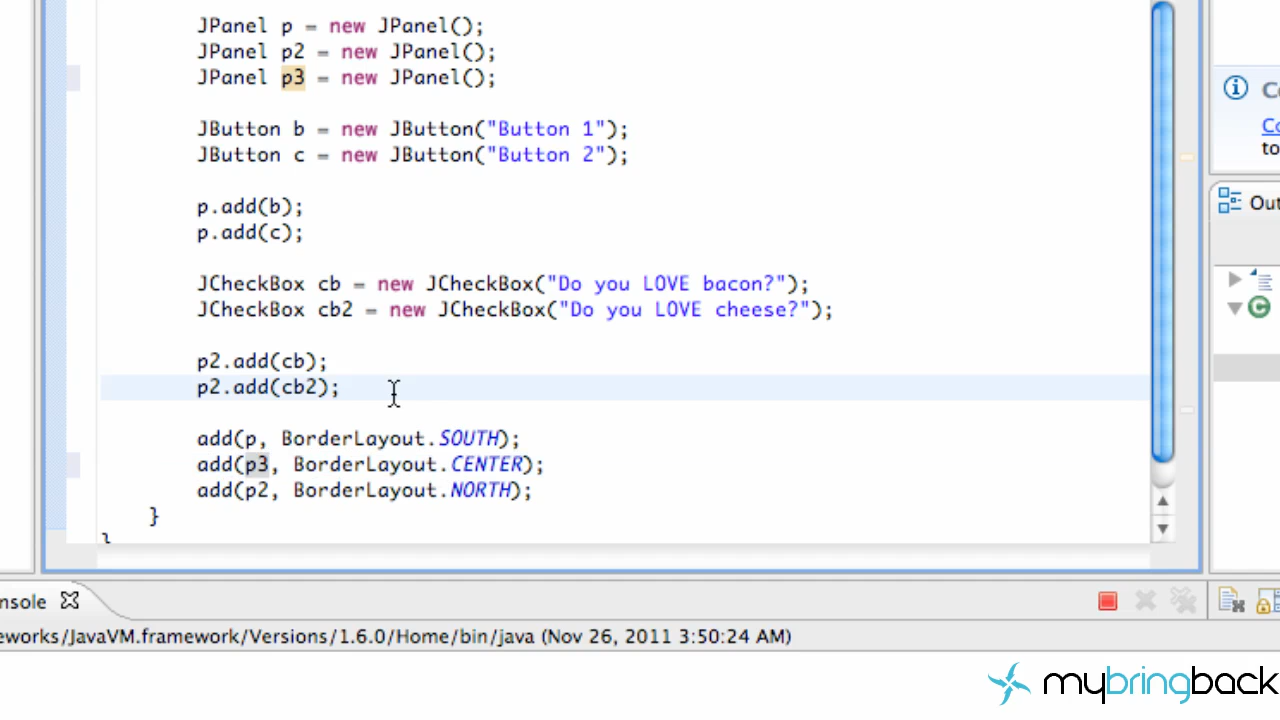 JPanel p = new JPanel();
JPanel p2 = new JPanel();
JPanel p3 = new JPanel();
JButton b = new JButton("Button 1");
JButton c = new JButton("Button 2");
p.add(b);
p.add(c);
JCheckBox cb = new JCheckBox("Do you LOVE bacon?");
JCheckBox cb2 = new JCheckBox("Do you LOVE cheese?");
p2.add(cb);
p2.add(cb2);
add(p, BorderLayout.SOUTH);
add(p3, BorderLayout.CENTER);
add(p2, BorderLayout.NORTH);
}
}
Co
Co
to
Out
nsole
eworks/JavaVM.framework/Versions/1.6.0/Home/bin/java (Nov 26, 2011 3:50:24 AM)
mybringback